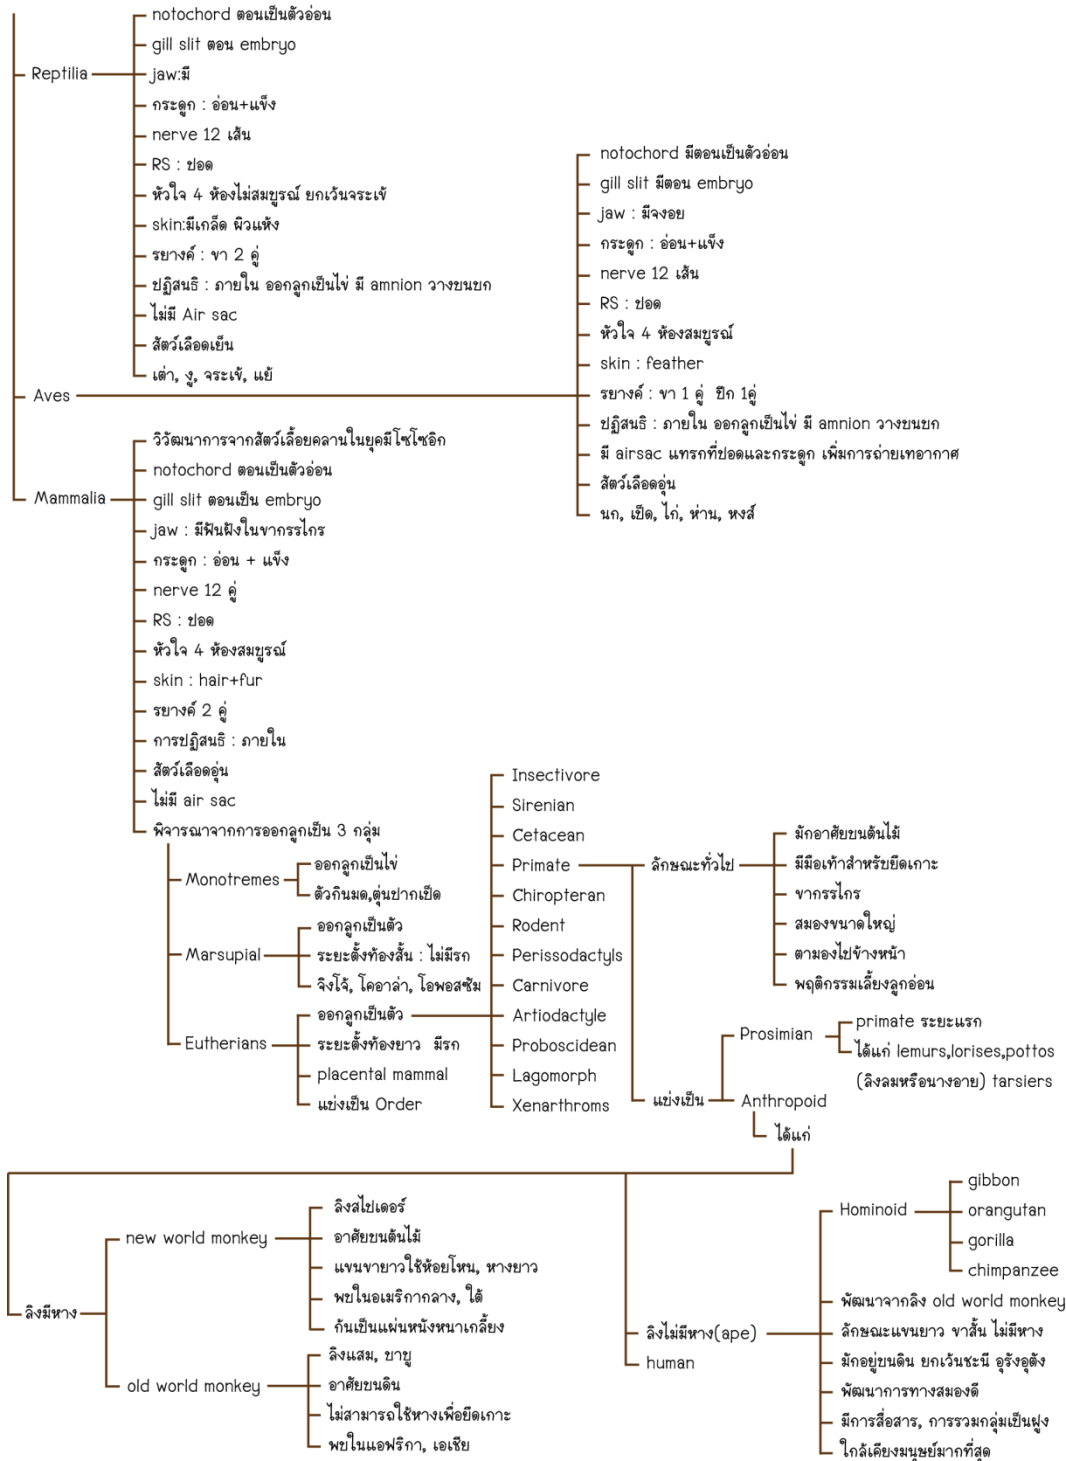 Reptilia
notochord ตอนเป็นตัวอ่อน
gill slit ตอน embryo
jaw:มี
กระดูก : อ่อน+แข็ง
nerve 12 เส้น
RS : ปอด
หัวใจ 4 ห้องไม่สมบูรณ์ ยกเว้นจระเข้
skin:มีเกล็ด ผิวแห้ง
รยางค์ : ขา 2 คู่
ปฏิสนธิ : ภายใน ออกลูกเป็นไข่ มี amnion วางบนบก
ไม่มี Air sac
สัตว์เลือดเย็น
เต่า, งู, จระเข้, แย้
Aves
notochord มีตอนเป็นตัวอ่อน
gill slit มีตอน embryo
jaw : มีจงอย
กระดูก : อ่อน+แข็ง
nerve 12 เส้น
RS : ปอด
หัวใจ 4 ห้องสมบูรณ์
skin : feather
รยางค์ : ขา 1 คู่ ปีก 1คู่
ปฏิสนธิ : ภายใน ออกลูกเป็นไข่ มี amnion วางบนบก
มี airsac แทรกที่ปอดและกระดูก เพิ่มการถ่ายเทอากาศ
สัตว์เลือดอุ่น
นก, เป็ด, ไก่, ห่าน, หงส์
Mammalia
วิวัฒนาการจากสัตว์เลื้อยคลานในยุคมีโซโซอิก
notochord ตอนเป็นตัวอ่อน
gill slit ตอนเป็น embryo
jaw : มีฟันฝังในขากรรไกร
กระดูก : อ่อน + แข็ง
nerve 12 คู่
RS : ปอด
หัวใจ 4 ห้องสมบูรณ์
skin : hair+fur
รยางค์ 2 คู่
การปฏิสนธิ : ภายใน
สัตว์เลือดอุ่น
ไม่มี air sac
พิจารณาจากการออกลูกเป็น 3 กลุ่ม
Monotremes
ออกลูกเป็นไข่
ตัวกินมด,ตุ่นปากเป็ด
Marsupial
ออกลูกเป็นตัว
ระยะตั้งท้องสั้น : ไม่มีรก
จิงโจ้, โคอาล่า, โอพอสซัม
Eutherians
ออกลูกเป็นตัว
ระยะตั้งท้องยาว มีรก
placental mammal
แบ่งเป็น Order
Insectivore
Sirenian
Cetacean
Primate
Chiropteran
Rodent
Perissodactyls
Carnivore
Artiodactyle
Proboscidean
Lagomorph
Xenarthroms
ลักษณะทั่วไป
มักอาศัยบนต้นไม้
มีมือเท้าสำหรับยึดเกาะ
ขากรรไกร
สมองขนาดใหญ่
ตามองไปข้างหน้า
พฤติกรรมเลี้ยงลูกอ่อน
แบ่งเป็น
Prosimian
primate ระยะแรก
ได้แก่ lemurs,lorises,pottos
(ลิงลมหรือนางอาย) tarsiers
Anthropoid
ได้แก่
ลิงมีหาง
new world monkey
ลิงสไปเดอร์
อาศัยบนต้นไม้
แขนขายาวใช้ห้อยโหน, หางยาว
พบในอเมริกากลาง, ใต้
ก้นเป็นแผ่นหนังหนาเกลี้ยง
old world monkey
ลิงแสม, บาบู
อาศัยบนดิน
ไม่สามารถใช้หางเพื่อยึดเกาะ
พบในแอฟริกา, เอเชีย
ลิงไม่มีหาง(ape)
Hominoid
gibbon
orangutan
gorilla
chimpanzee
พัฒนาจากลิง old world monkey
ลักษณะแขนยาว ขาสั้น ไม่มีหาง
มักอยู่บนดิน ยกเว้นชะนี อุรังอุตัง
พัฒนาการทางสมองดี
มีการสื่อสาร, การรวมกลุ่มเป็นฝูง
ใกล้เคียงมนุษย์มากที่สุด
human